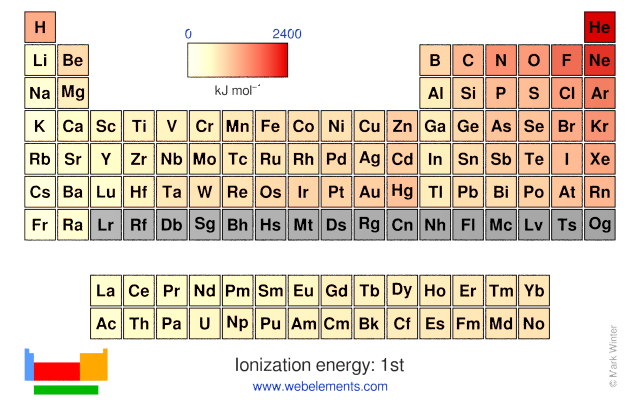 H He
0 2400
Li Be B C N O F Ne
kJ mol⁻¹
Na Mg Al Si P S Cl Ar
K Ca Sc Ti V Cr Mn Fe Co Ni Cu Zn Ga Ge As Se Br Kr
Rb Sr Y Zr Nb Mo Tc Ru Rh Pd Ag Cd In Sn Sb Te I Xe
Cs Ba Lu Hf Ta W Re Os Ir Pt Au Hg Tl Pb Bi Po At Rn
Fr Ra Lr Rf Db Sg Bh Hs Mt Ds Rg Cn Nh Fl Mc Lv Ts Og
La Ce Pr Nd Pm Sm Eu Gd Tb Dy Ho Er Tm Yb
Ac Th Pa U Np Pu Am Cm Bk Cf Es Fm Md No
Ionization energy: 1st
www.webelements.com
© Mark Winter